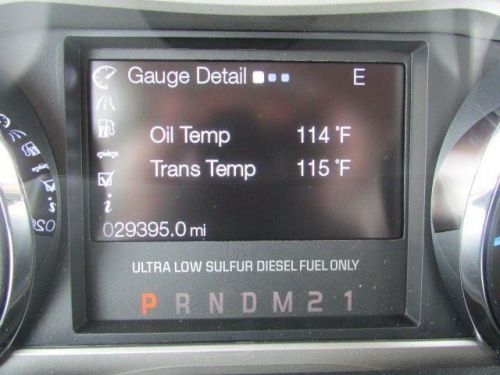 Gauge Detail E
Oil Temp 114 °F
Trans Temp 115 °F
i
029395.0 mi
ULTRA LOW SULFUR DIESEL FUEL ONLY
P R N D M 2 1